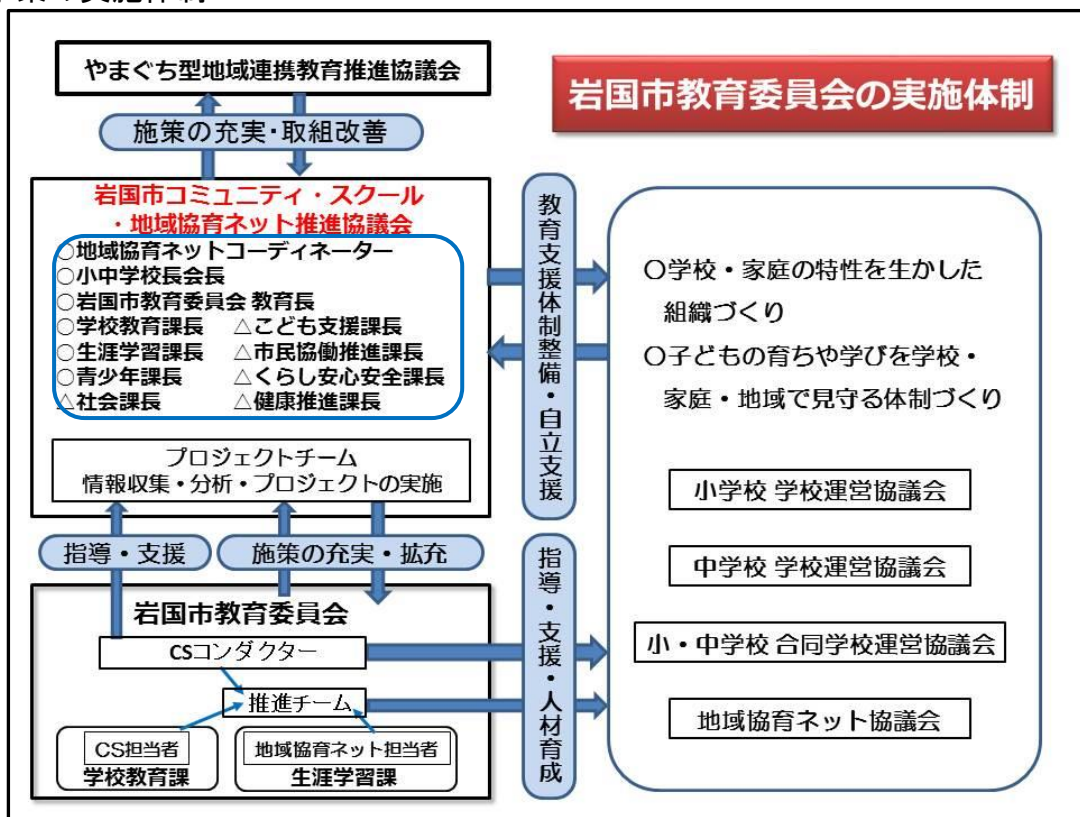 やまぐち型地域連携教育推進協議会
岩国市教育委員会の実施体制
施策の充実・取組改善
岩国市コミュニティ・スクール
・地域協育ネット推進協議会
○地域協育ネットコーディネーター
○小中学校長会長
○岩国市教育委員会 教育長
○学校教育課長 △こども支援課長
○生涯学習課長 △市民協働推進課長
○青少年課長 △くらし安心安全課長
△社会課長 △健康推進課長
プロジェクトチーム
情報収集・分析・プロジェクトの実施
教育支援体制整備・自立支援
○学校・家庭の特性を生かした
組織づくり
○子どもの育ちや学びを学校・
家庭・地域で見守る体制づくり
小学校 学校運営協議会
中学校 学校運営協議会
小・中学校 合同学校運営協議会
地域協育ネット協議会
指導・支援
施策の充実・拡充
指導・支援・人材育成
岩国市教育委員会
CSコンダクター
推進チーム
CS担当者
学校教育課
地域協育ネット担当者
生涯学習課